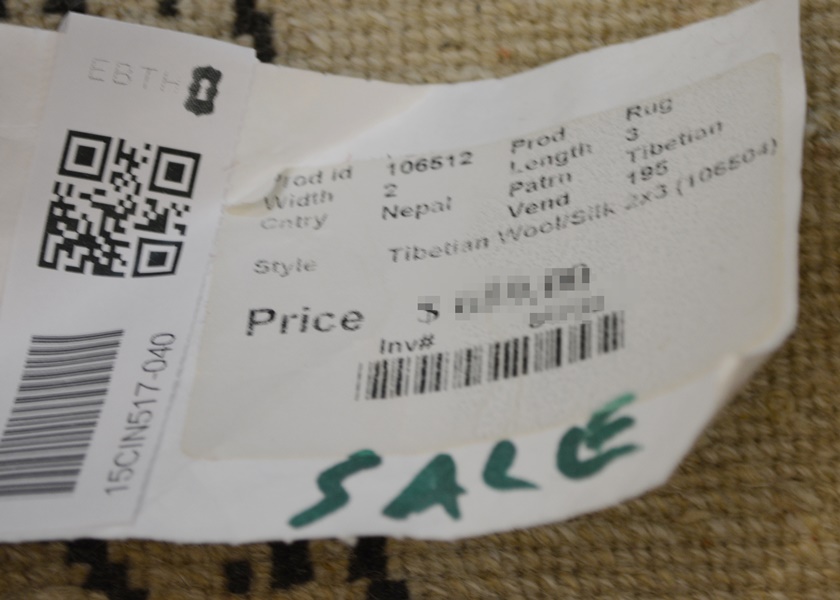 EBTH
15CIN517-040
Prod Id 106512 Prod Rug
Width 2 Length 3
Cntry Nepal Patrn Tibetian
Vend 195
Style Tibetian Wool/Silk 2x3 (106504)
Price $
Inv#
SALE